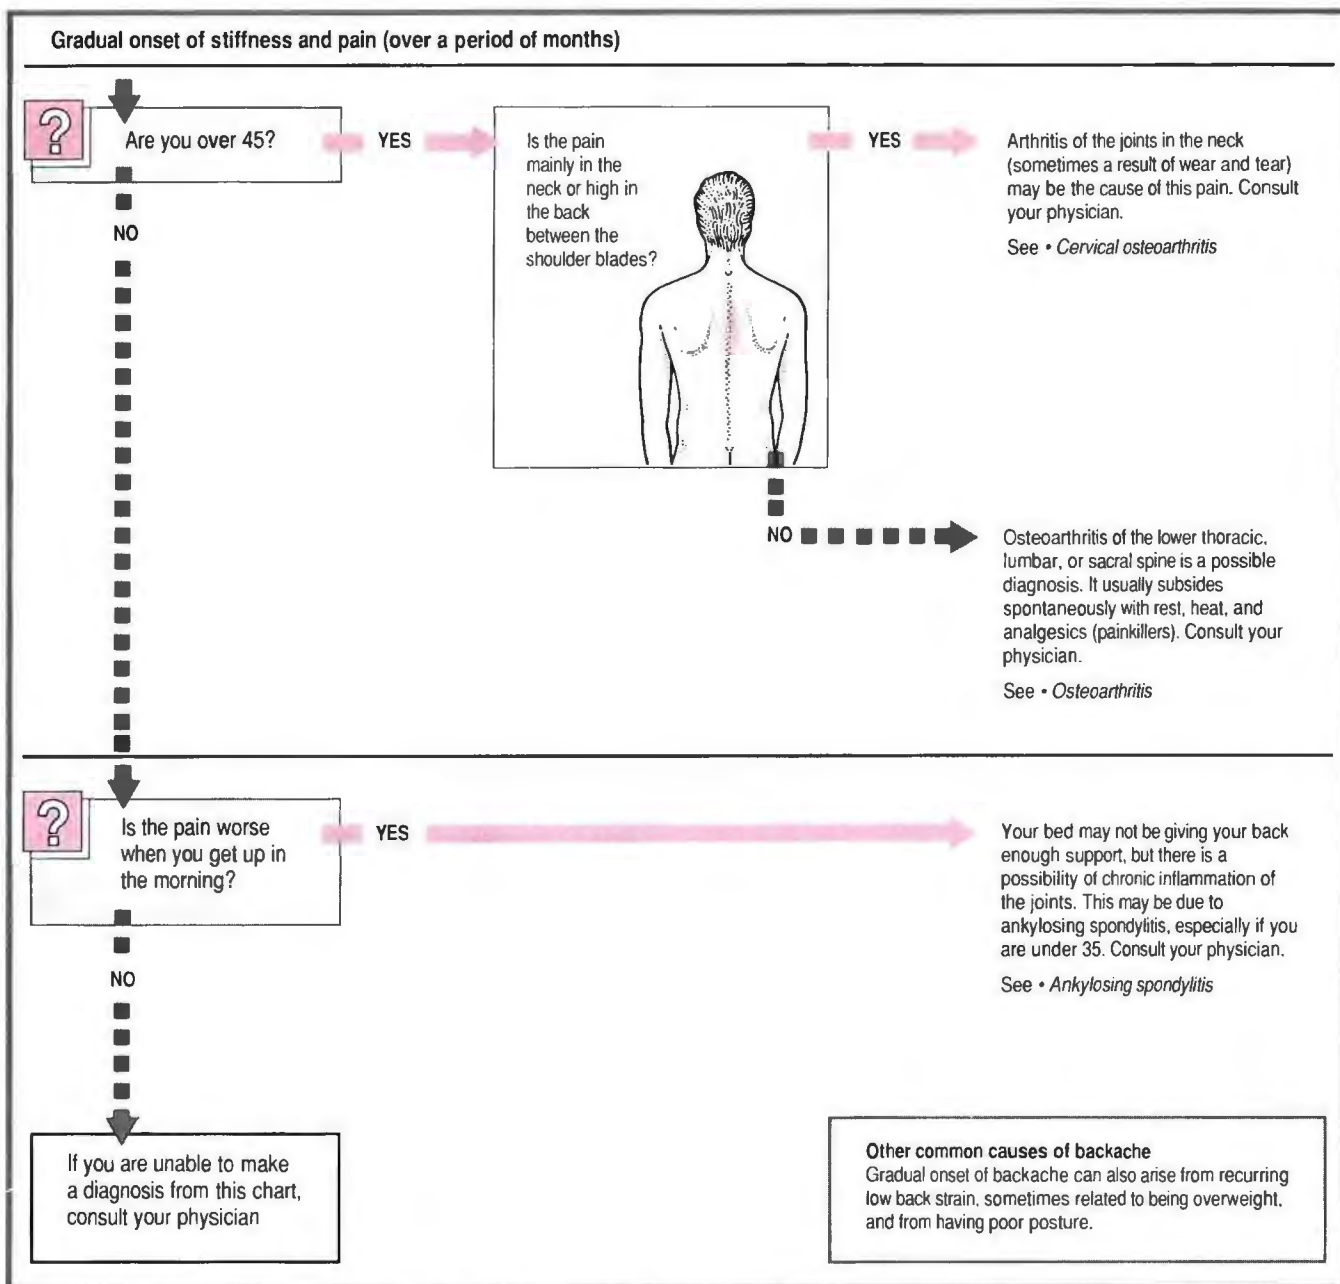 Gradual onset of stiffness and pain (over a period of months)
?
Are you over 45?
YES
Is the pain
mainly in the
neck or high in
the back
between the
shoulder blades?
YES
Arthritis of the joints in the neck
(sometimes a result of wear and tear)
may be the cause of this pain. Consult
your physician.
See • Cervical osteoarthritis
NO
NO
Osteoarthritis of the lower thoracic,
lumbar, or sacral spine is a possible
diagnosis. It usually subsides
spontaneously with rest, heat, and
analgesics (painkillers). Consult your
physician.
See • Osteoarthritis
?
Is the pain worse
when you get up in
the morning?
YES
Your bed may not be giving your back
enough support, but there is a
possibility of chronic inflammation of
the joints. This may be due to
ankylosing spondylitis, especially if you
are under 35. Consult your physician.
See • Ankylosing spondylitis
NO
If you are unable to make
a diagnosis from this chart,
consult your physician
Other common causes of backache
Gradual onset of backache can also arise from recurring
low back strain, sometimes related to being overweight,
and from having poor posture.